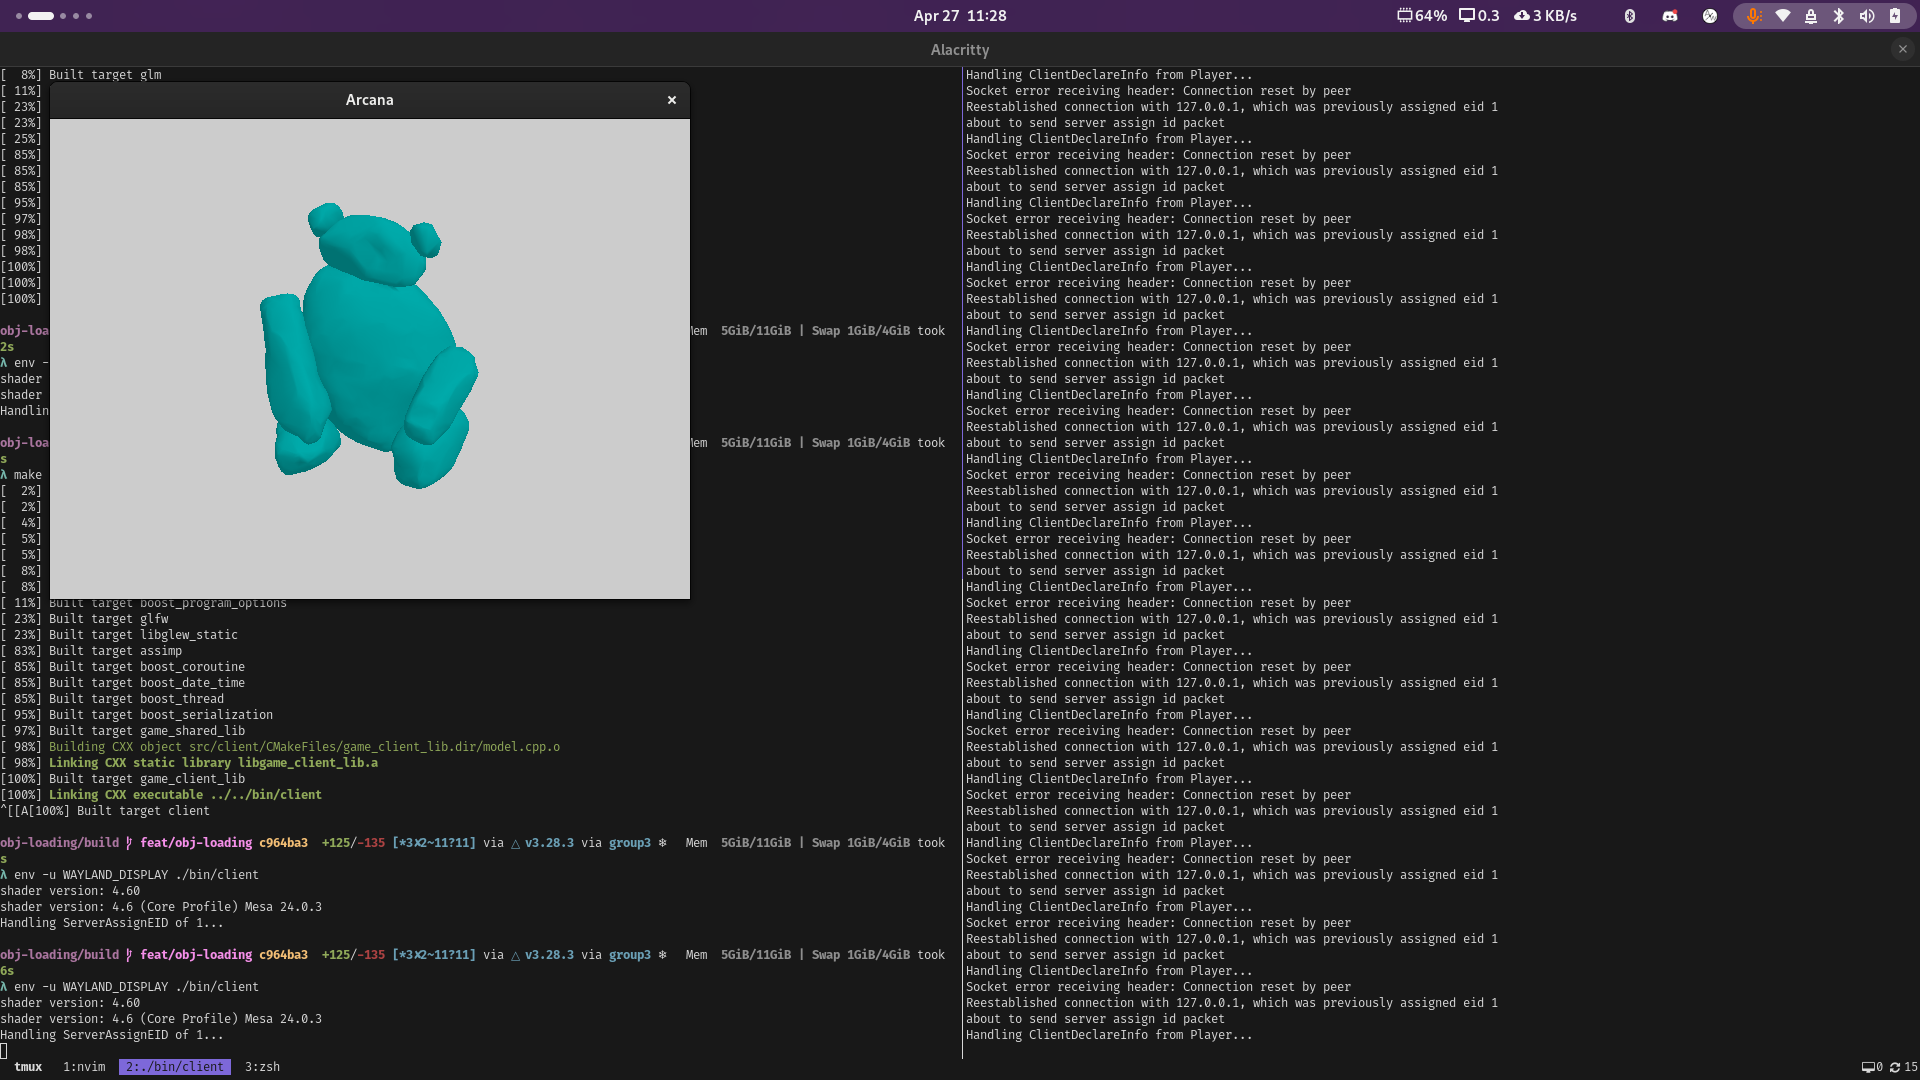 Apr 27  11:28
64%  0.3  3 KB/s
Alacritty
[  8%] Built target glm
[ 11%]
[ 23%]
[ 23%]
[ 25%]
[ 85%]
[ 85%]
[ 85%]
[ 95%]
[ 97%]
[ 98%]
[ 98%]
[100%]
[100%]
[100%]
obj-loa
Mem  5GiB/11GiB | Swap 1GiB/4GiB took
2s
λ env -
shader
shader
Handlin
obj-loa
Mem  5GiB/11GiB | Swap 1GiB/4GiB took
s
λ make
[  2%]
[  2%]
[  4%]
[  5%]
[  5%]
[  8%]
[  8%]
[ 11%] Built target boost_program_options
[ 23%] Built target glfw
[ 23%] Built target libglew_static
[ 83%] Built target assimp
[ 85%] Built target boost_coroutine
[ 85%] Built target boost_date_time
[ 85%] Built target boost_thread
[ 95%] Built target boost_serialization
[ 97%] Built target game_shared_lib
[ 98%] Building CXX object src/client/CMakeFiles/game_client_lib.dir/model.cpp.o
[ 98%] Linking CXX static library libgame_client_lib.a
[100%] Built target game_client_lib
[100%] Linking CXX executable ../../bin/client
^[[A[100%] Built target client
obj-loading/build feat/obj-loading c964ba3  +125/-135 [*3✘2~11?11] via △ v3.28.3 via group3 ❄  Mem  5GiB/11GiB | Swap 1GiB/4GiB took
s
λ env -u WAYLAND_DISPLAY ./bin/client
shader version: 4.60
shader version: 4.6 (Core Profile) Mesa 24.0.3
Handling ServerAssignEID of 1...
obj-loading/build feat/obj-loading c964ba3  +125/-135 [*3✘2~11?11] via △ v3.28.3 via group3 ❄  Mem  5GiB/11GiB | Swap 1GiB/4GiB took
6s
λ env -u WAYLAND_DISPLAY ./bin/client
shader version: 4.60
shader version: 4.6 (Core Profile) Mesa 24.0.3
Handling ServerAssignEID of 1...
Arcana
Handling ClientDeclareInfo from Player...
Socket error receiving header: Connection reset by peer
Reestablished connection with 127.0.0.1, which was previously assigned eid 1
about to send server assign id packet
Handling ClientDeclareInfo from Player...
Socket error receiving header: Connection reset by peer
Reestablished connection with 127.0.0.1, which was previously assigned eid 1
about to send server assign id packet
Handling ClientDeclareInfo from Player...
Socket error receiving header: Connection reset by peer
Reestablished connection with 127.0.0.1, which was previously assigned eid 1
about to send server assign id packet
Handling ClientDeclareInfo from Player...
Socket error receiving header: Connection reset by peer
Reestablished connection with 127.0.0.1, which was previously assigned eid 1
about to send server assign id packet
Handling ClientDeclareInfo from Player...
Socket error receiving header: Connection reset by peer
Reestablished connection with 127.0.0.1, which was previously assigned eid 1
about to send server assign id packet
Handling ClientDeclareInfo from Player...
Socket error receiving header: Connection reset by peer
Reestablished connection with 127.0.0.1, which was previously assigned eid 1
about to send server assign id packet
Handling ClientDeclareInfo from Player...
Socket error receiving header: Connection reset by peer
Reestablished connection with 127.0.0.1, which was previously assigned eid 1
about to send server assign id packet
Handling ClientDeclareInfo from Player...
Socket error receiving header: Connection reset by peer
Reestablished connection with 127.0.0.1, which was previously assigned eid 1
about to send server assign id packet
Handling ClientDeclareInfo from Player...
Socket error receiving header: Connection reset by peer
Reestablished connection with 127.0.0.1, which was previously assigned eid 1
about to send server assign id packet
Handling ClientDeclareInfo from Player...
Socket error receiving header: Connection reset by peer
Reestablished connection with 127.0.0.1, which was previously assigned eid 1
about to send server assign id packet
Handling ClientDeclareInfo from Player...
Socket error receiving header: Connection reset by peer
Reestablished connection with 127.0.0.1, which was previously assigned eid 1
about to send server assign id packet
Handling ClientDeclareInfo from Player...
Socket error receiving header: Connection reset by peer
Reestablished connection with 127.0.0.1, which was previously assigned eid 1
about to send server assign id packet
Handling ClientDeclareInfo from Player...
Socket error receiving header: Connection reset by peer
Reestablished connection with 127.0.0.1, which was previously assigned eid 1
about to send server assign id packet
Handling ClientDeclareInfo from Player...
Socket error receiving header: Connection reset by peer
Reestablished connection with 127.0.0.1, which was previously assigned eid 1
about to send server assign id packet
Handling ClientDeclareInfo from Player...
Socket error receiving header: Connection reset by peer
Reestablished connection with 127.0.0.1, which was previously assigned eid 1
about to send server assign id packet
Handling ClientDeclareInfo from Player...
tmux  1:nvim  2:./bin/client  3:zsh
0  15